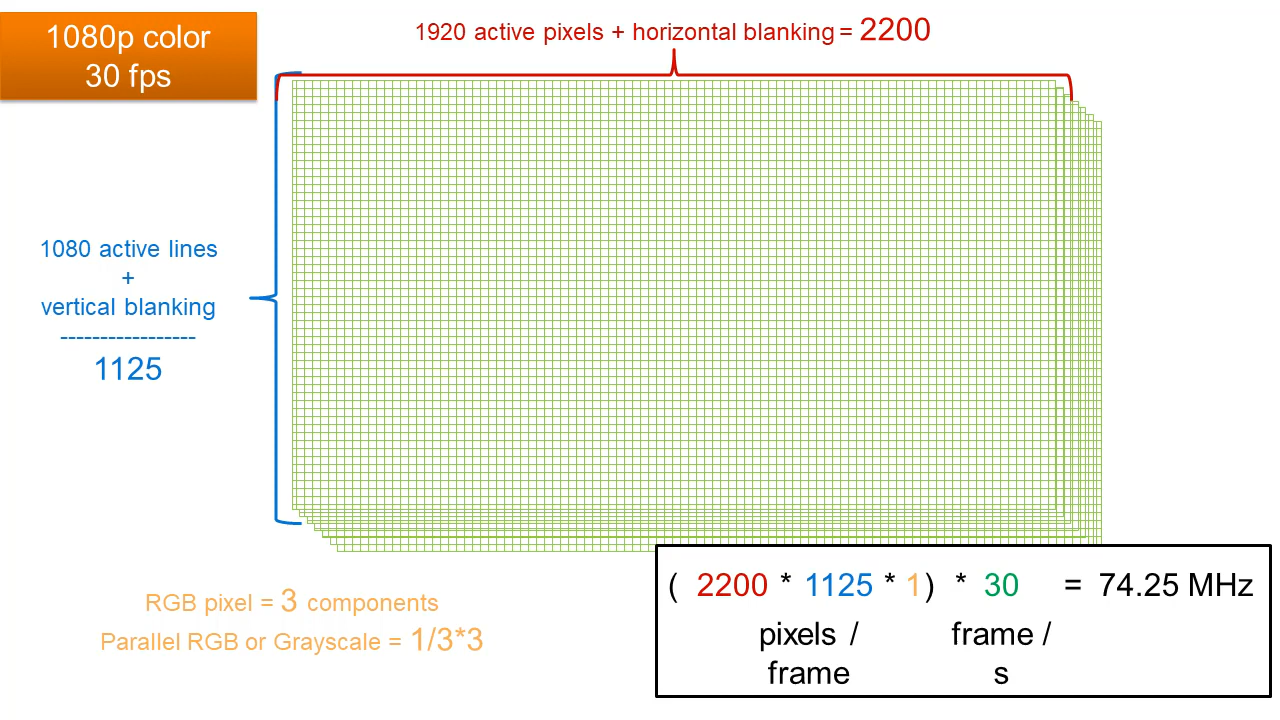 1080p color
30 fps
1920 active pixels + horizontal blanking = 2200
1080 active lines
+
vertical blanking
-----------------
1125
RGB pixel = 3 components
Parallel RGB or Grayscale = 1/3*3
( 2200 * 1125 * 1) * 30 = 74.25 MHz
pixels / frame /
frame s